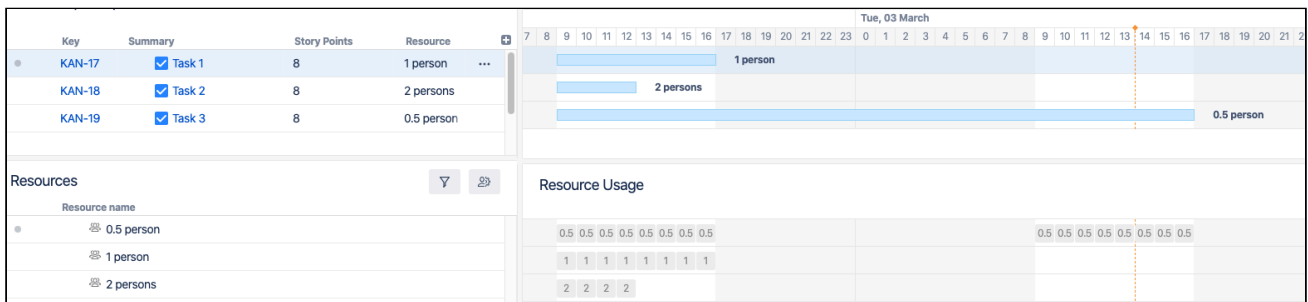 Tue, 03 March
Key Summary Story Points Resource
7 8 9 10 11 12 13 14 15 16 17 18 19 20 21 22 23 0 1 2 3 4 5 6 7 8 9 10 11 12 13 14 15 16 17 18 19 20 21 2
KAN-17 Task 1 8 1 person ... 1 person
KAN-18 Task 2 8 2 persons 2 persons
KAN-19 Task 3 8 0.5 person 0.5 person
Resources
Resource Usage
Resource name
0.5 person 0.5 0.5 0.5 0.5 0.5 0.5 0.5 0.5 0.5 0.5 0.5 0.5 0.5 0.5 0.5 0.5
1 person 1 1 1 1 1 1 1 1
2 persons 2 2 2 2